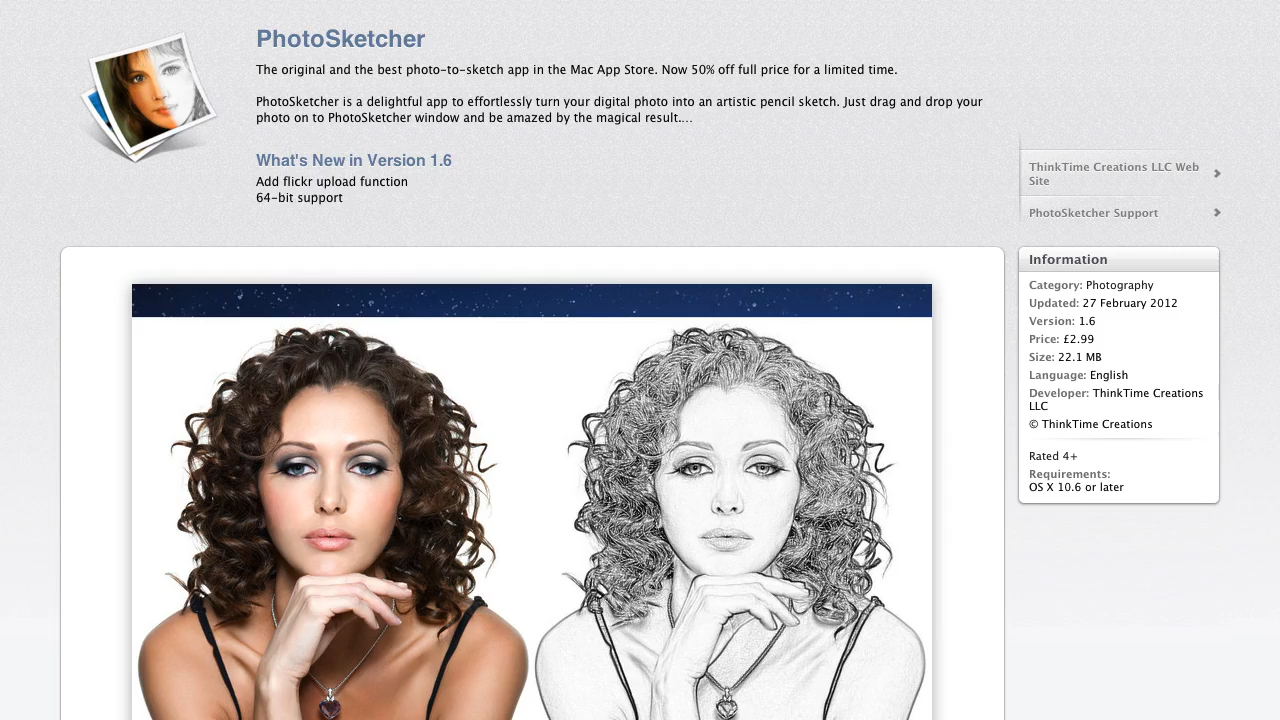 PhotoSketcher
The original and the best photo-to-sketch app in the Mac App Store. Now 50% off full price for a limited time.
PhotoSketcher is a delightful app to effortlessly turn your digital photo into an artistic pencil sketch. Just drag and drop your
photo on to PhotoSketcher window and be amazed by the magical result....
What's New in Version 1.6
Add flickr upload function
64-bit support
ThinkTime Creations LLC Web
Site
PhotoSketcher Support
Information
Category: Photography
Updated: 27 February 2012
Version: 1.6
Price: £2.99
Size: 22.1 MB
Language: English
Developer: ThinkTime Creations
LLC
© ThinkTime Creations
Rated 4+
Requirements:
OS X 10.6 or later